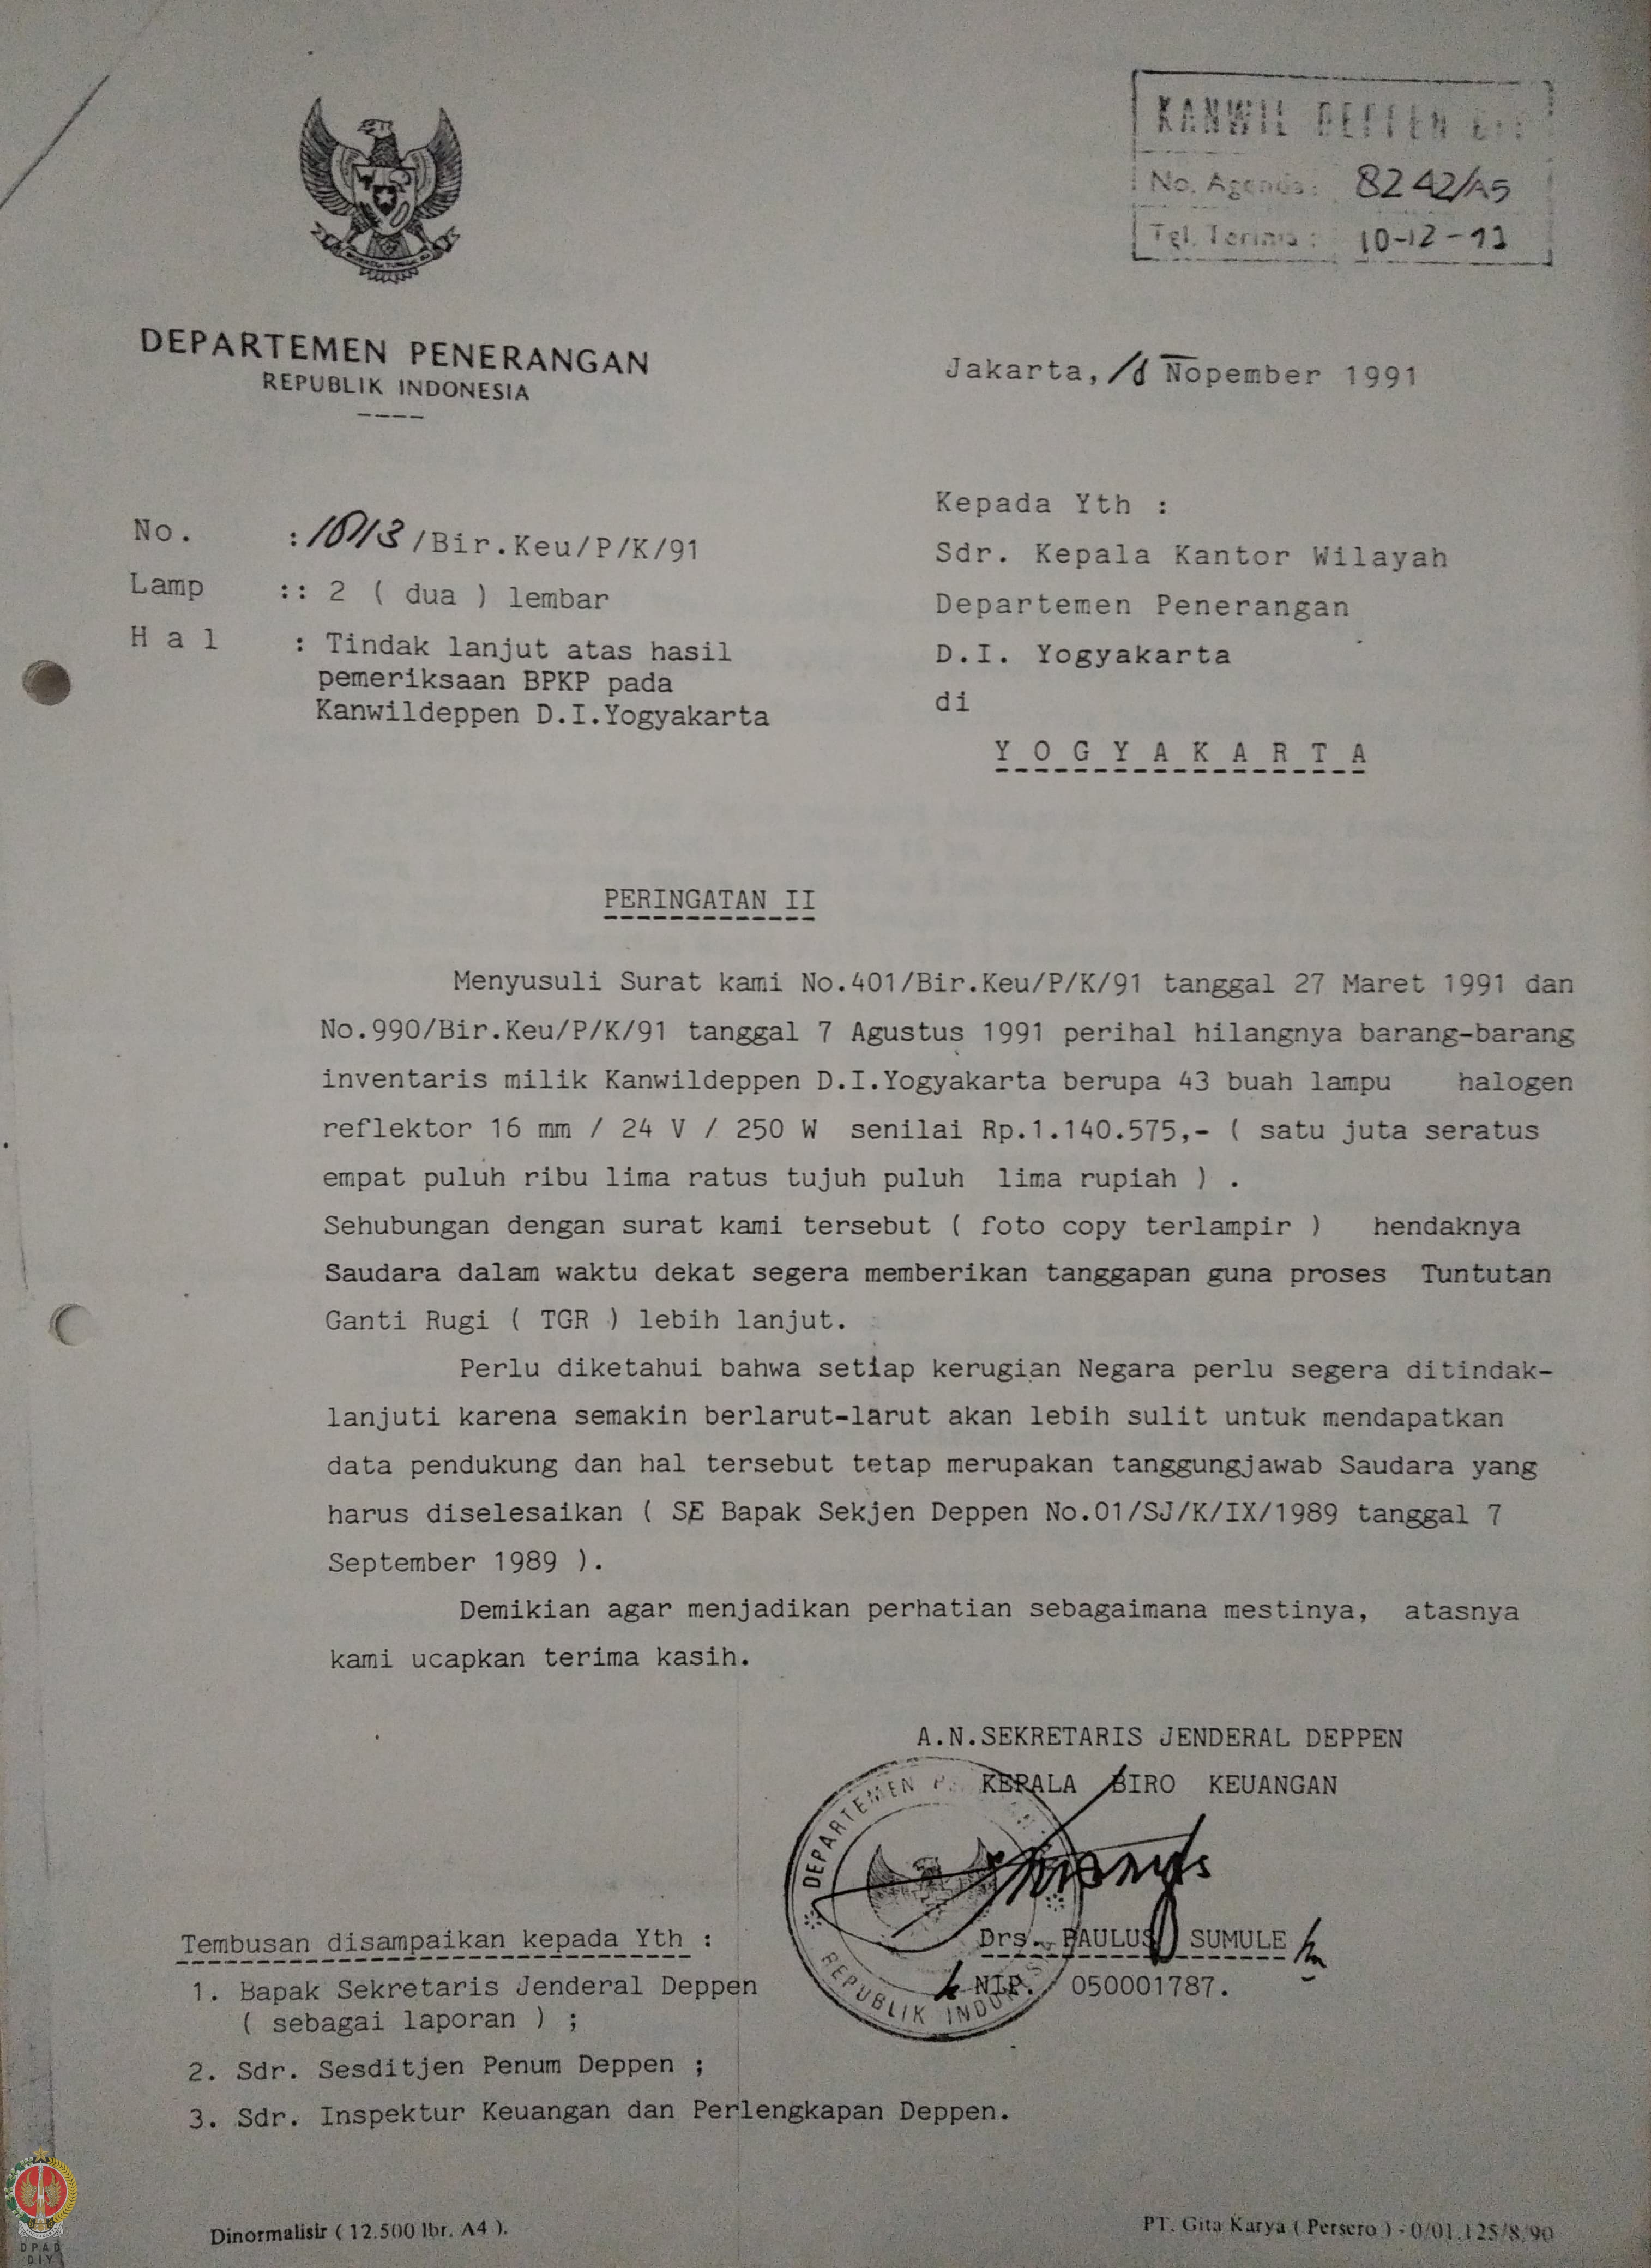 KANWIL DEPPEN
No. Agenda : 8242/A5
Tgl. Terima : 10-12-91
DEPARTEMEN PENERANGAN
REPUBLIK INDONESIA
Jakarta, Nopember 1991
No. : /Bir.Keu/P/K/91
Lamp :: 2 ( dua ) lembar
H a l : Tindak lanjut atas hasil
pemeriksaan BPKP pada
Kanwildeppen D.I.Yogyakarta
Kepada Yth :
Sdr. Kepala Kantor Wilayah
Departemen Penerangan
D.I. Yogyakarta
di
Y O G Y A K A R T A
PERINGATAN II
Menyusuli Surat kami No.401/Bir.Keu/P/K/91 tanggal 27 Maret 1991 dan
No.990/Bir.Keu/P/K/91 tanggal 7 Agustus 1991 perihal hilangnya barang-barang
inventaris milik Kanwildeppen D.I.Yogyakarta berupa 43 buah lampu halogen
reflektor 16 mm / 24 V / 250 W senilai Rp.1.140.575,- ( satu juta seratus
empat puluh ribu lima ratus tujuh puluh lima rupiah ) .
Sehubungan dengan surat kami tersebut ( foto copy terlampir ) hendaknya
Saudara dalam waktu dekat segera memberikan tanggapan guna proses Tuntutan
Ganti Rugi ( TGR ) lebih lanjut.
Perlu diketahui bahwa setiap kerugian Negara perlu segera ditindak-
lanjuti karena semakin berlarut-larut akan lebih sulit untuk mendapatkan
data pendukung dan hal tersebut tetap merupakan tanggungjawab Saudara yang
harus diselesaikan ( SE Bapak Sekjen Deppen No.01/SJ/K/IX/1989 tanggal 7
September 1989 ).
Demikian agar menjadikan perhatian sebagaimana mestinya, atasnya
kami ucapkan terima kasih.
A.N.SEKRETARIS JENDERAL DEPPEN
KEPALA BIRO KEUANGAN
DEPARTEMEN
REPUBLIK INDONESIA
Drs. PAULUS SUMULE
NIP. 050001787.
Tembusan disampaikan kepada Yth :
1. Bapak Sekretaris Jenderal Deppen
( sebagai laporan ) ;
2. Sdr. Sesditjen Penum Deppen ;
3. Sdr. Inspektur Keuangan dan Perlengkapan Deppen.
DPAD
DIY
Dinormalisir ( 12.500 lbr. A4 ).
PT. Gita Karya ( Persero ) - 0/01.125/8/90